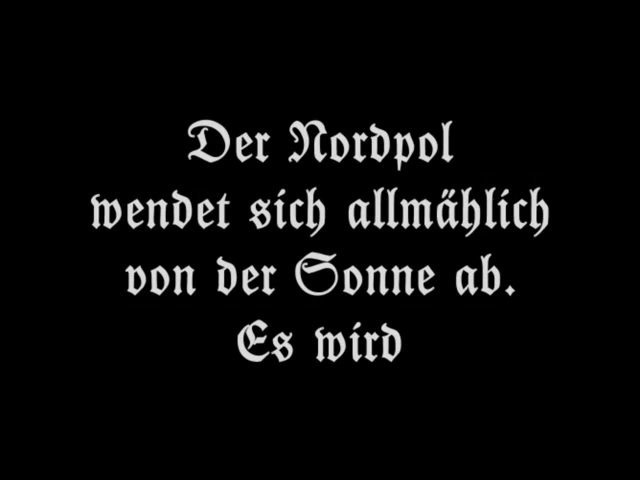 Der Nordpol
wendet sich allmählich
von der Sonne ab.
Es wird